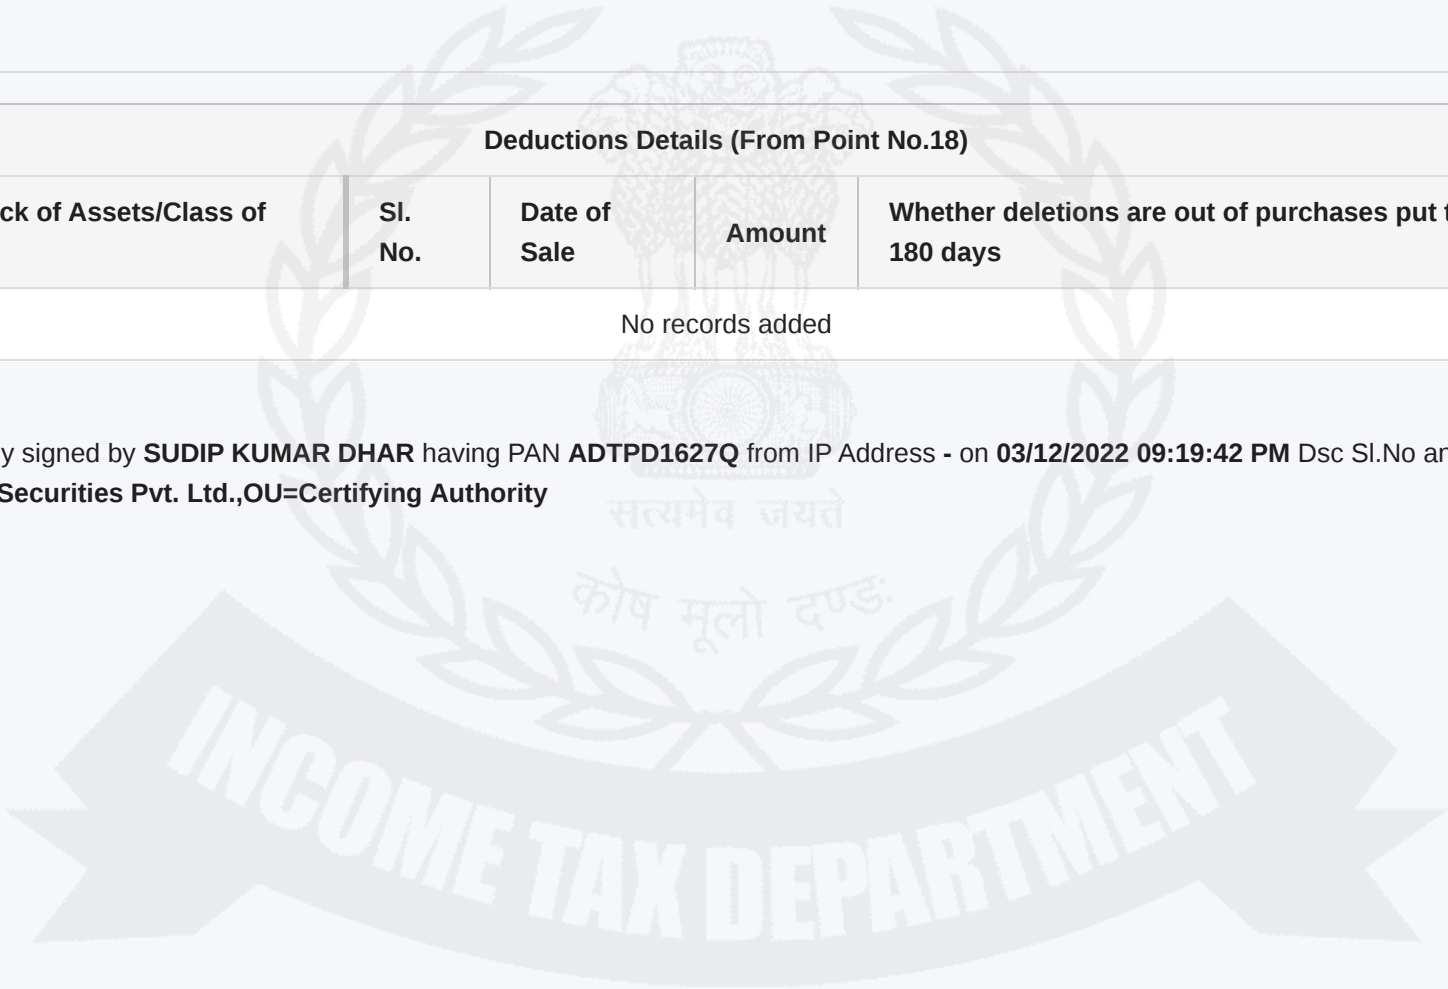 Deductions Details (From Point No.18)
ck of Assets/Class of
Sl.
No.
Date of
Sale
Amount
Whether deletions are out of purchases put t
180 days
No records added
y signed by SUDIP KUMAR DHAR having PAN ADTPD1627Q from IP Address - on 03/12/2022 09:19:42 PM Dsc Sl.No an
Securities Pvt. Ltd.,OU=Certifying Authority
सत्यमेव जयते
कोष मूलो दण्डः
INCOME TAX DEPARTMENT